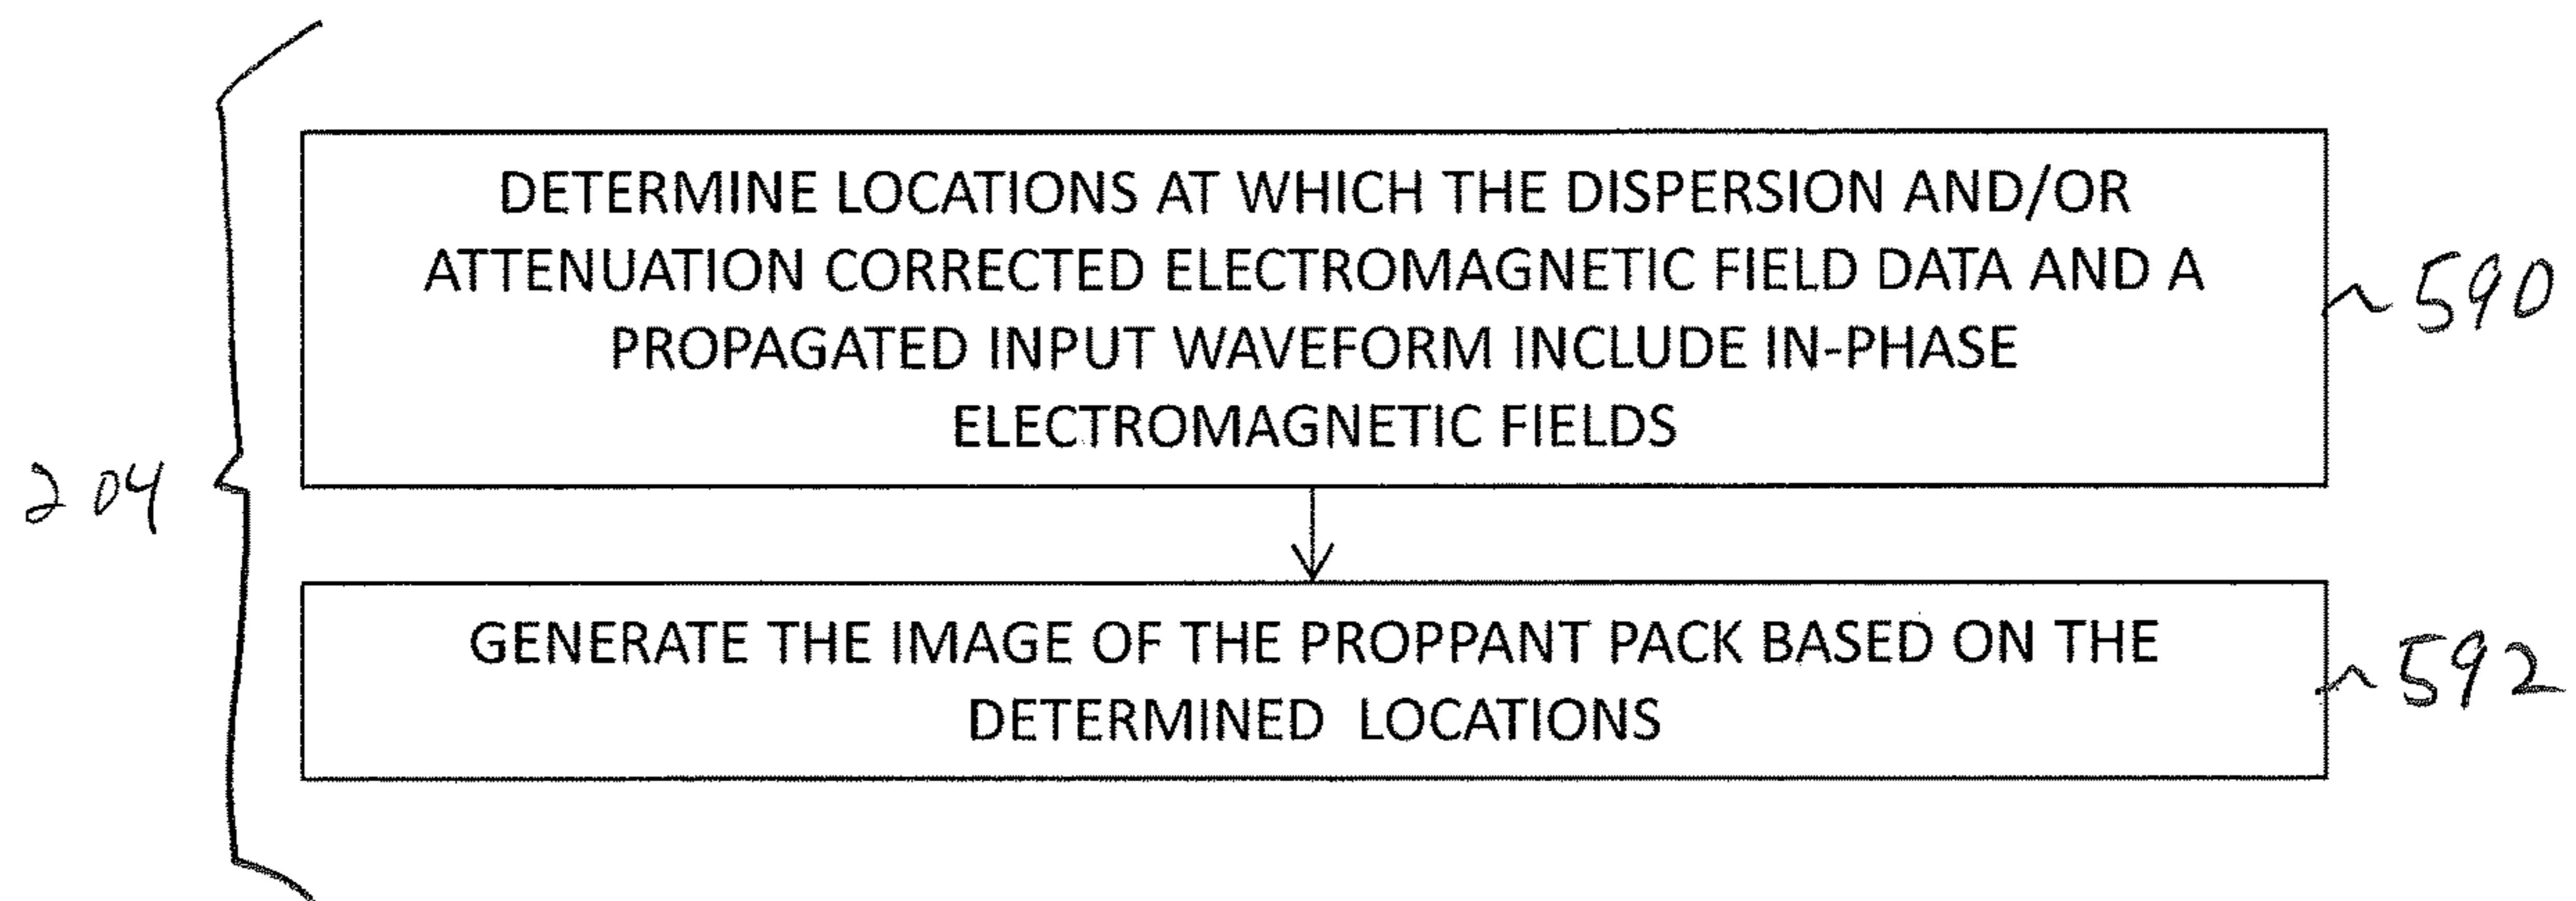 DETERMINE LOCATIONS AT WHICH THE DISPERSION AND/OR
ATTENUATION CORRECTED ELECTROMAGNETIC FIELD DATA AND A
PROPAGATED INPUT WAVEFORM INCLUDE IN-PHASE
ELECTROMAGNETIC FIELDS
590
204
GENERATE THE IMAGE OF THE PROPPANT PACK BASED ON THE
DETERMINED LOCATIONS
592